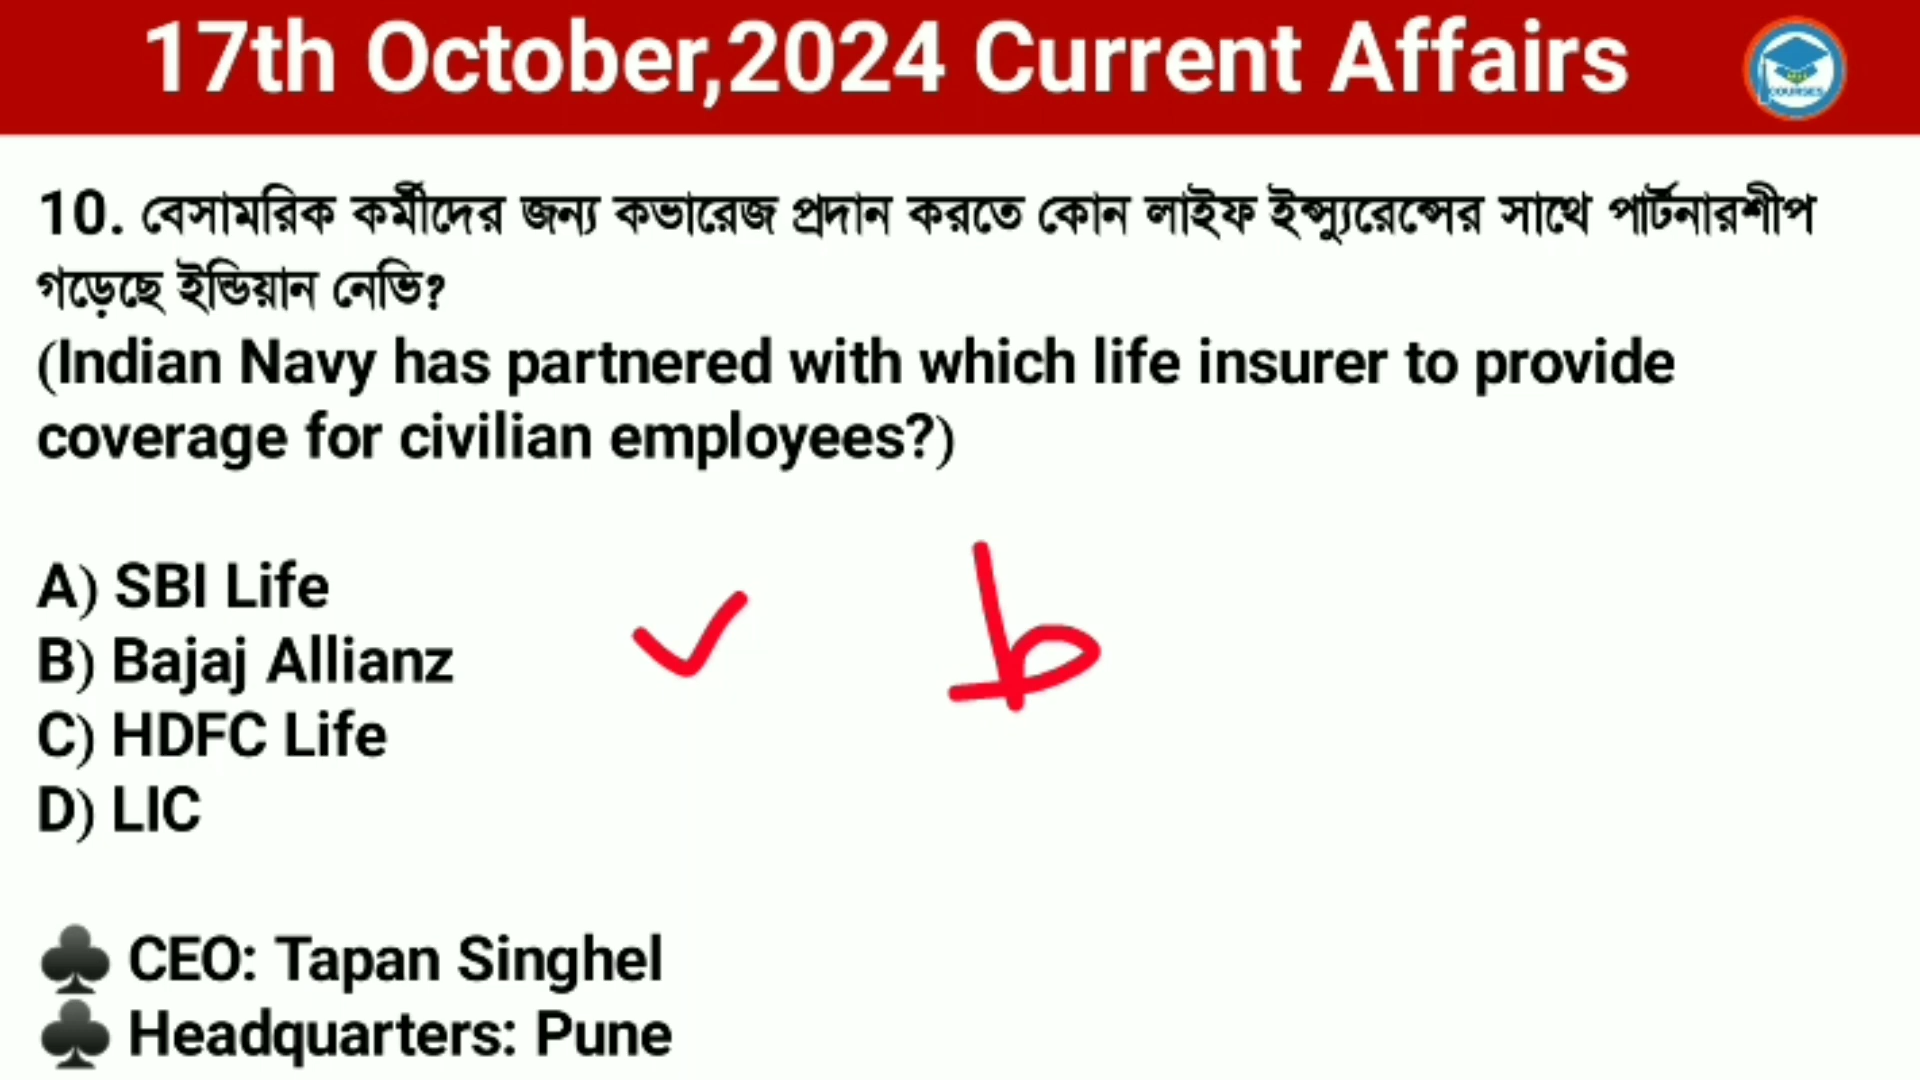 17th October,2024 Current Affairs
COURSES
10. বেসামরিক কর্মীদের জন্য কভারেজ প্রদান করতে কোন লাইফ ইন্স্যুরেন্সের সাথে পার্টনারশীপ
গড়েছে ইন্ডিয়ান নেভি?
(Indian Navy has partnered with which life insurer to provide
coverage for civilian employees?)
A) SBI Life
B) Bajaj Allianz
b
C) HDFC Life
D) LIC
♣ CEO: Tapan Singhel
♣ Headquarters: Pune